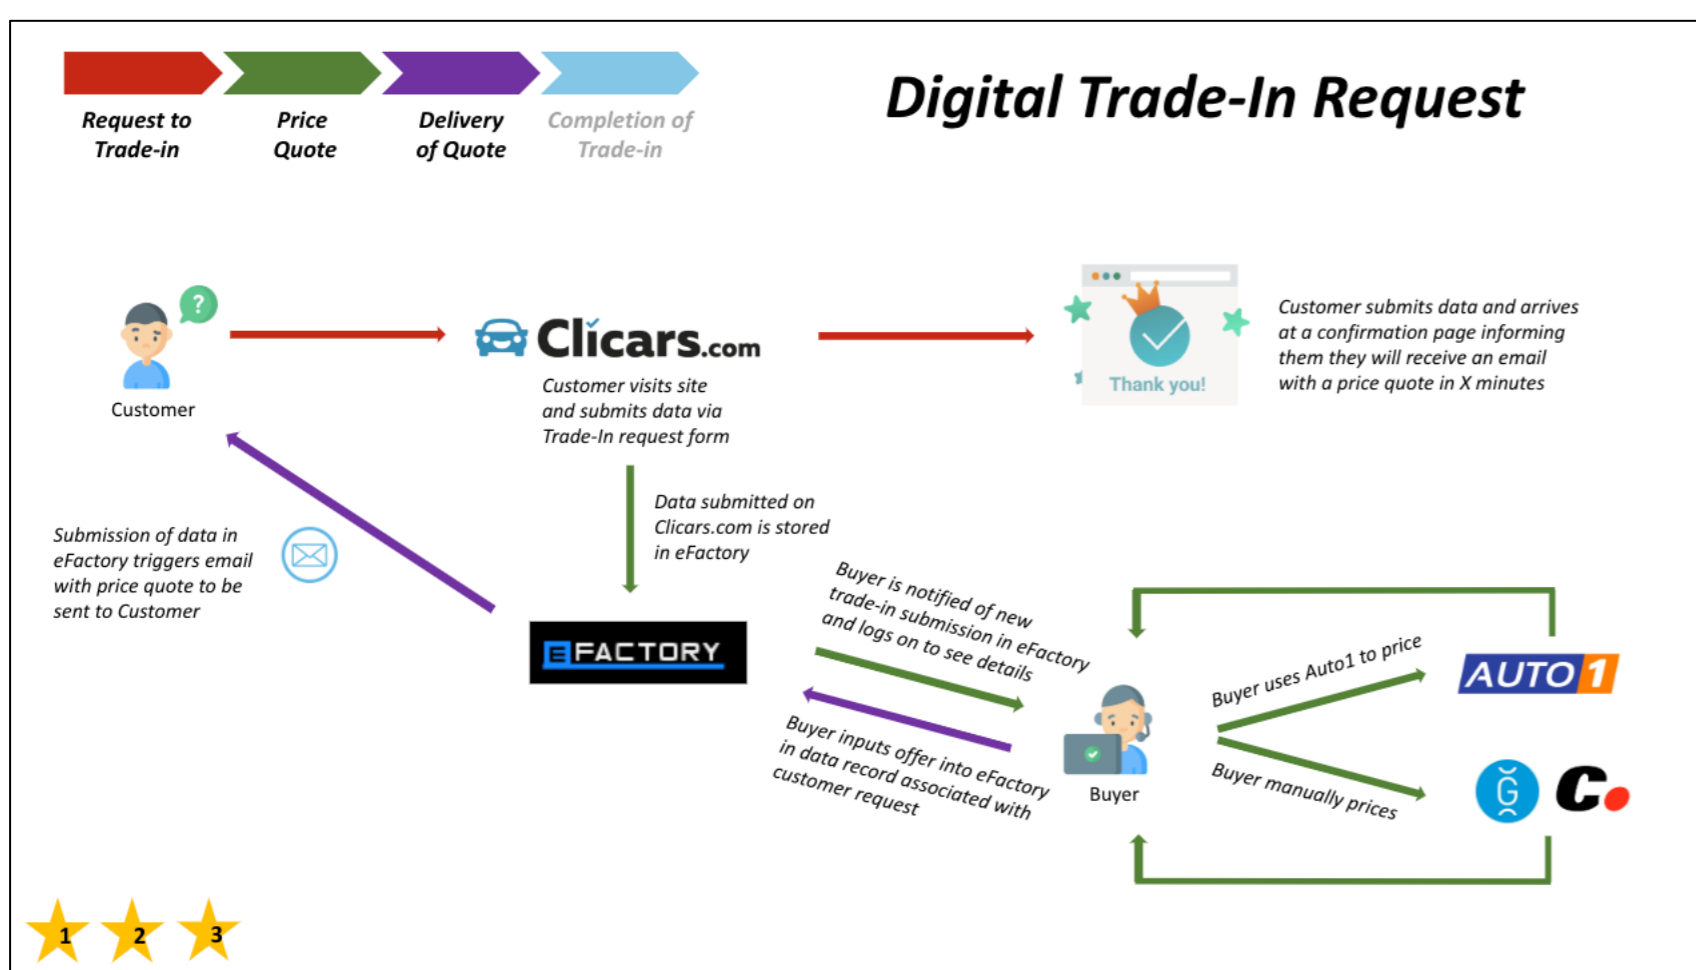 Digital Trade-In Request
Request to
Trade-in
Price
Quote
Delivery
of Quote
Completion of
Trade-in
?
Customer
Clicars.com
Customer visits site
and submits data via
Trade-In request form
Thank you!
Customer submits data and arrives
at a confirmation page informing
them they will receive an email
with a price quote in X minutes
Data submitted on
Clicars.com is stored
in eFactory
Submission of data in
eFactory triggers email
with price quote to be
sent to Customer
EFACTORY
Buyer is notified of new
trade-in submission in eFactory
and logs on to see details
Buyer inputs offer into eFactory
in data record associated with
customer request
Buyer
Buyer uses Auto1 to price
AUTO1
Buyer manually prices
G C.
1 2 3